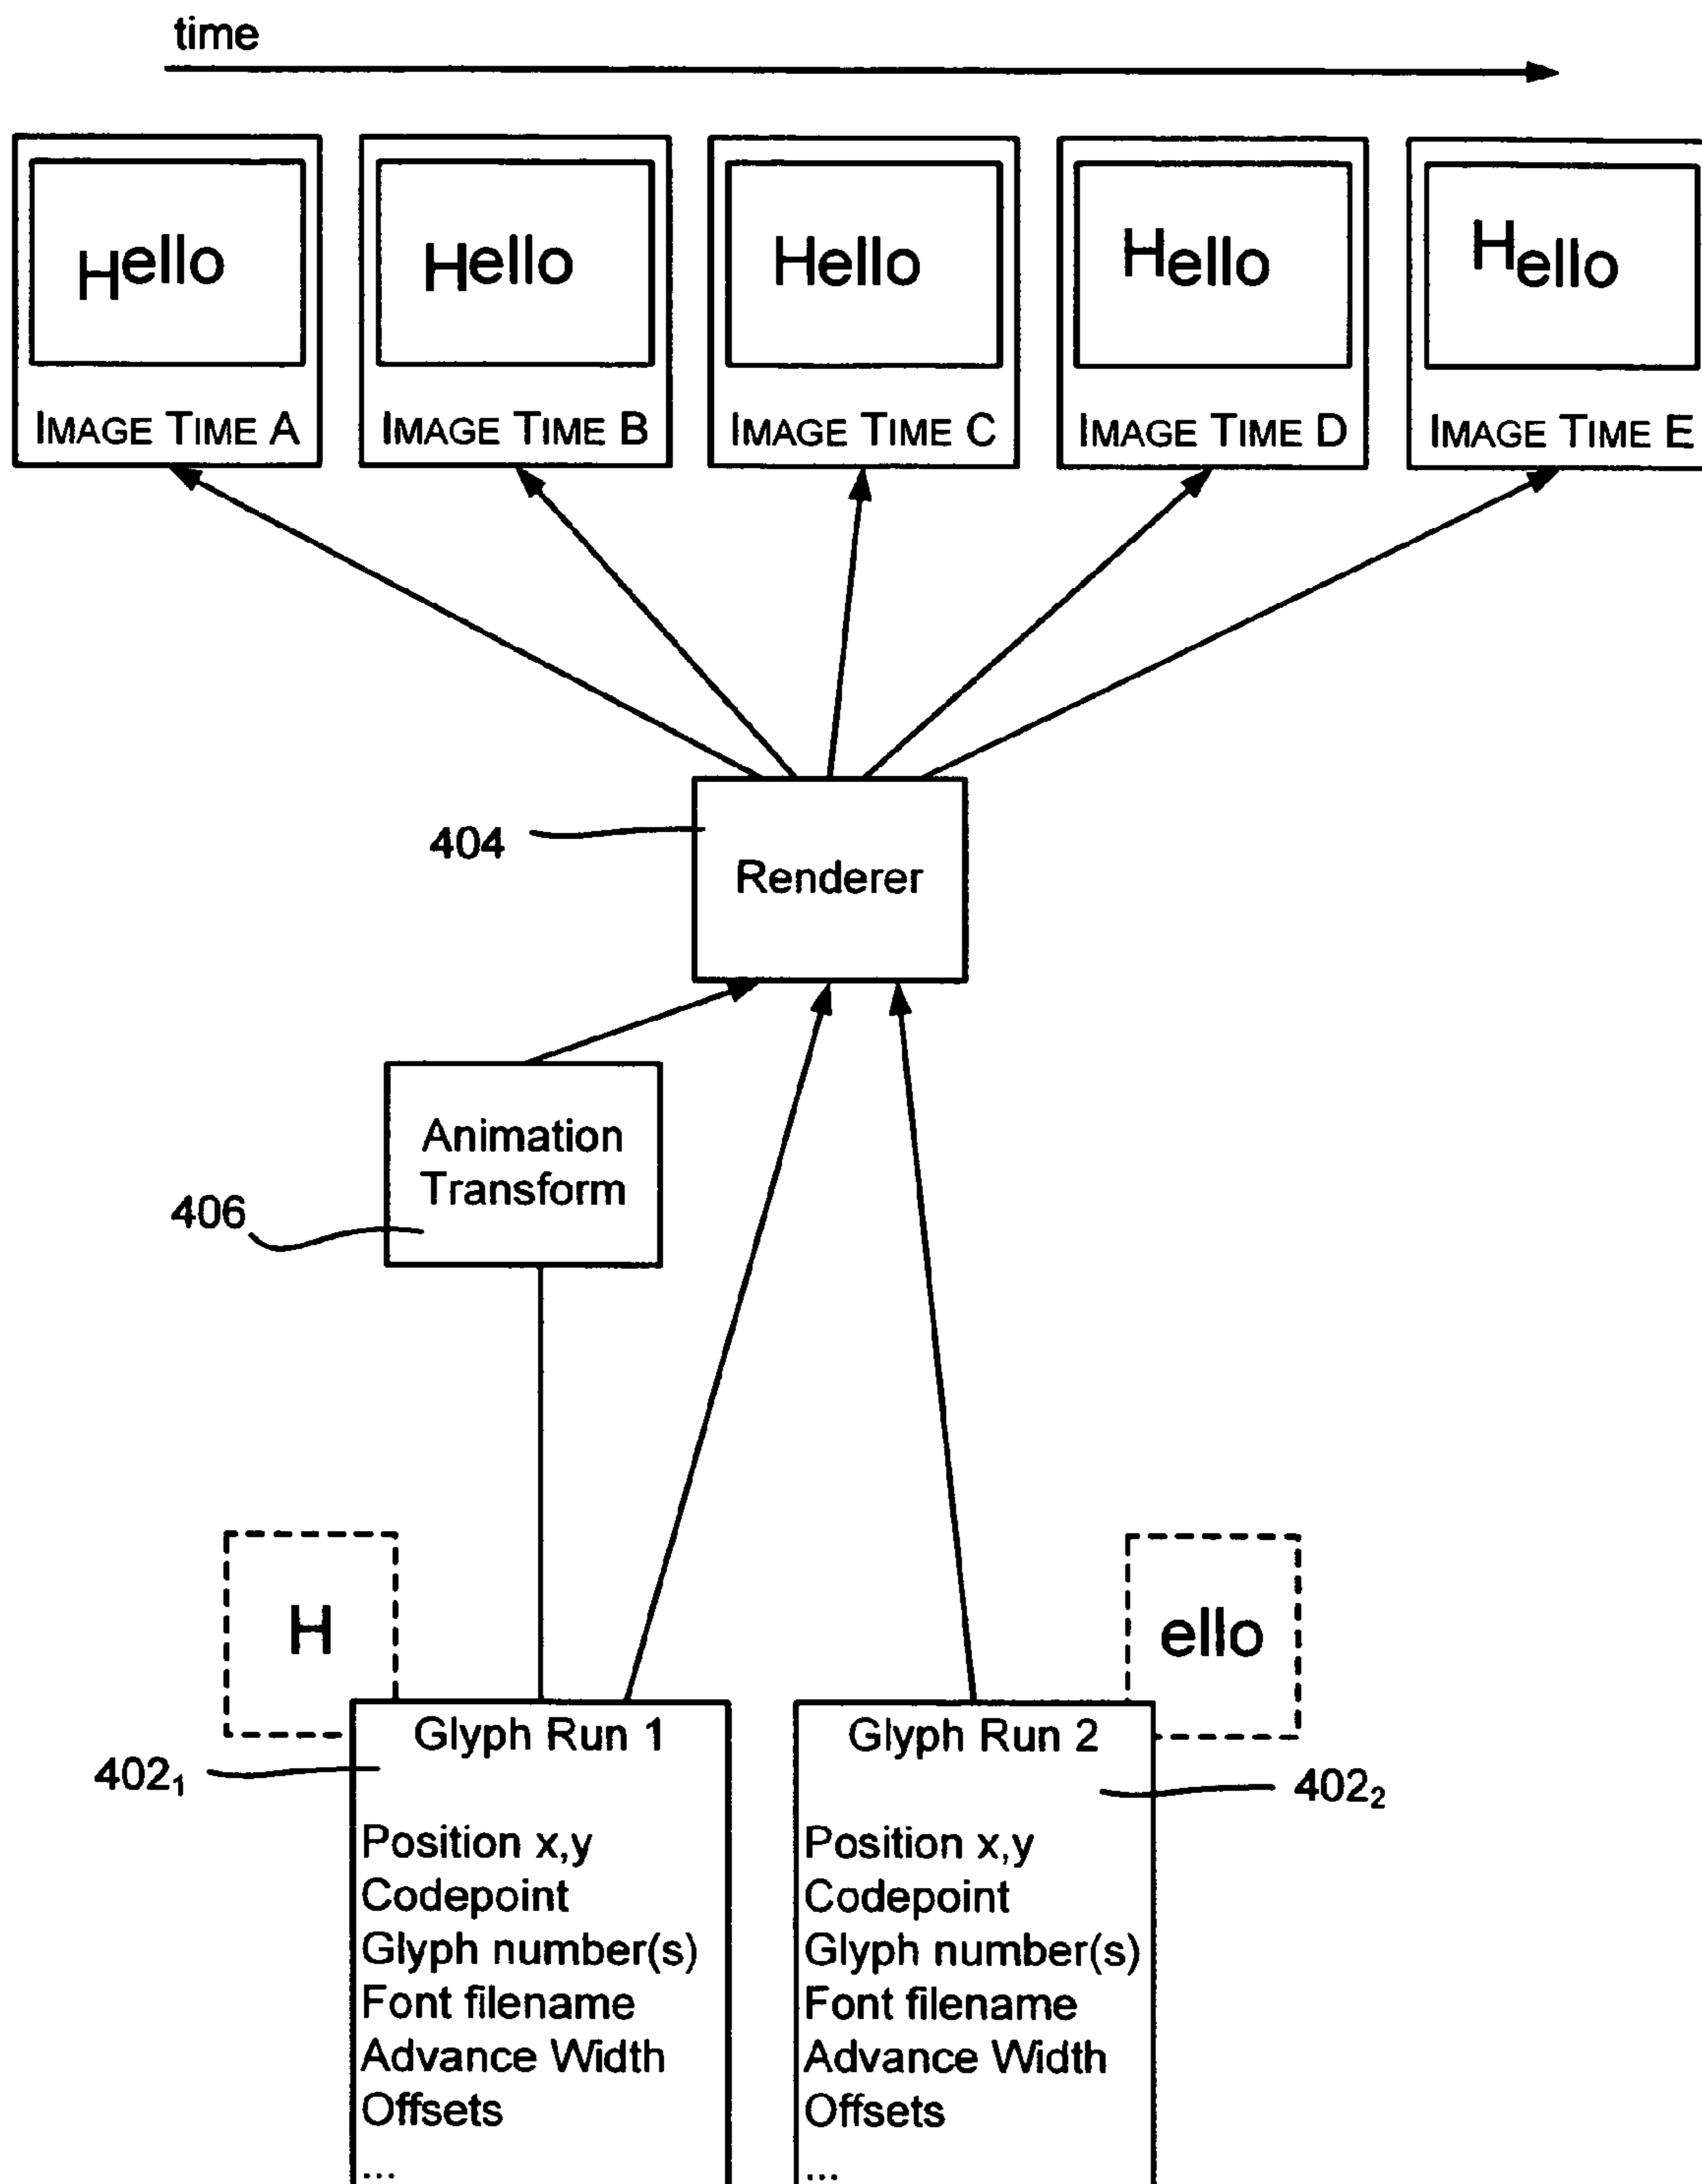 time
Hello
Hello
Hello
Hello
Hello
IMAGE TIME A
IMAGE TIME B
IMAGE TIME C
IMAGE TIME D
IMAGE TIME E
404
Renderer
Animation
Transform
406
H
ello
Glyph Run 1
402₁
Position x,y
Codepoint
Glyph number(s)
Font filename
Advance Width
Offsets
...
Glyph Run 2
402₂
Position x,y
Codepoint
Glyph number(s)
Font filename
Advance Width
Offsets
...